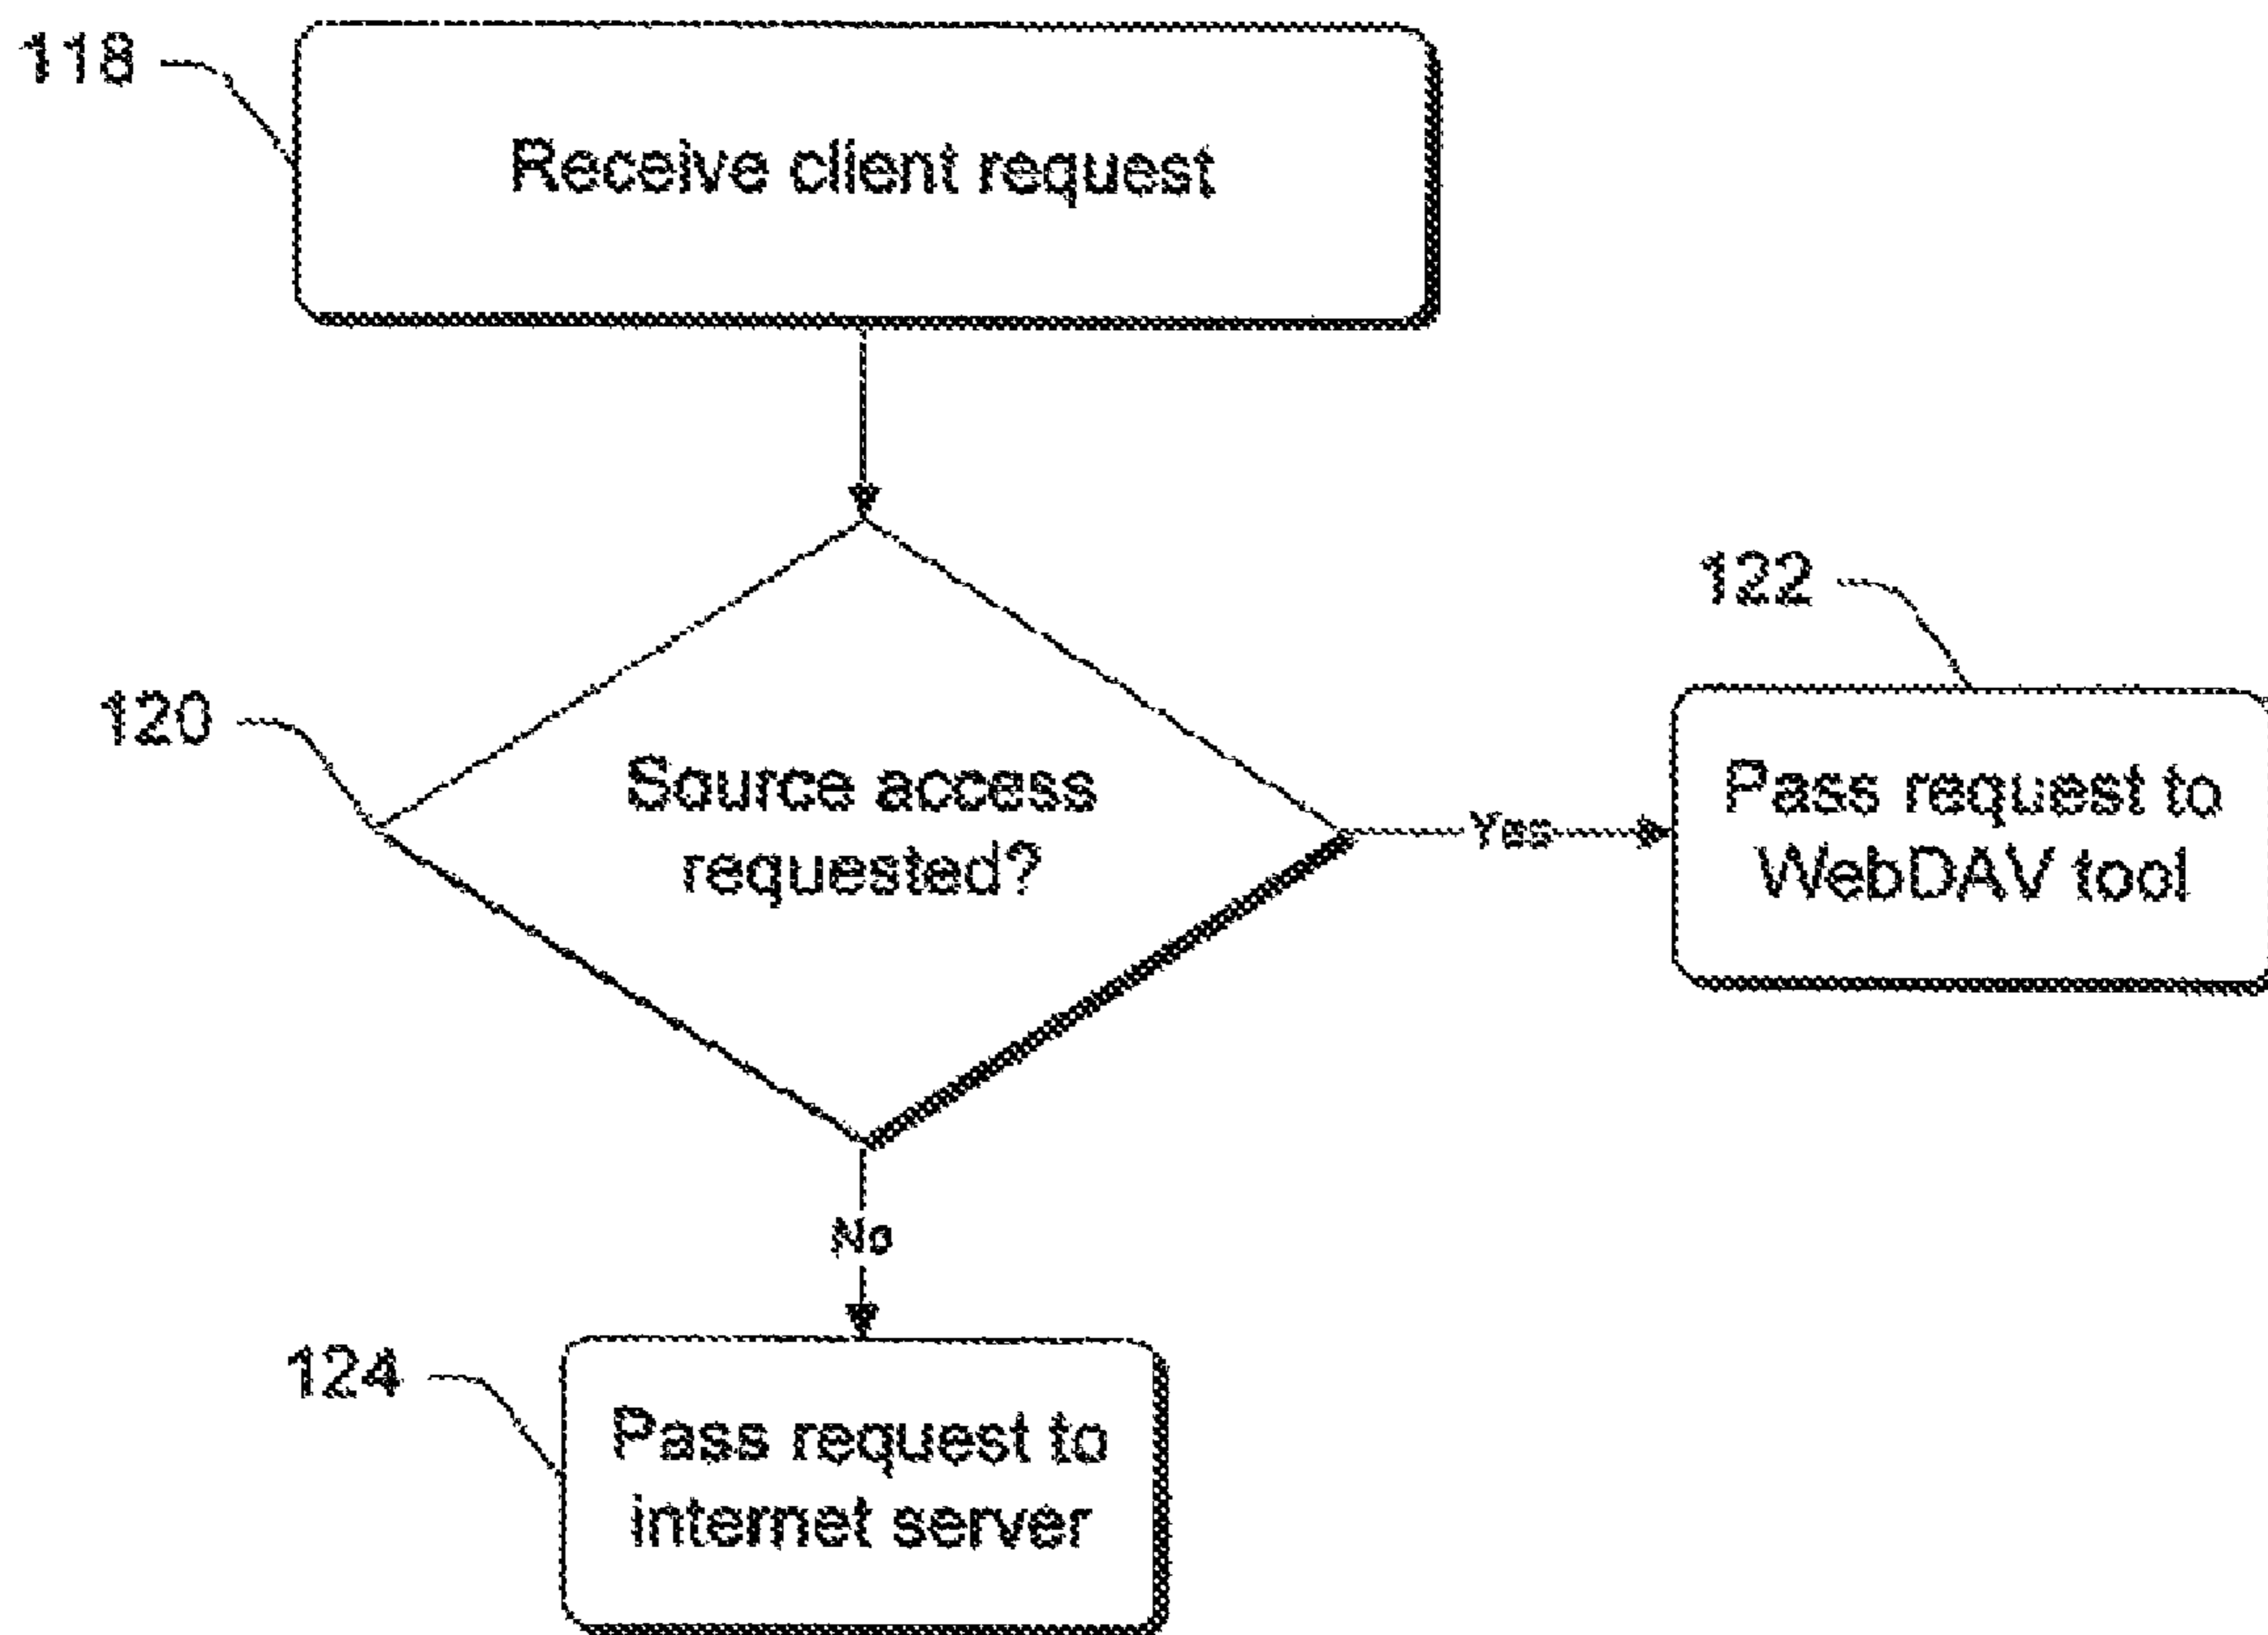 118
Receive client request
120
Source access
requested?
Yes
122
Pass request to
WebDAV tool
No
124
Pass request to
internet server